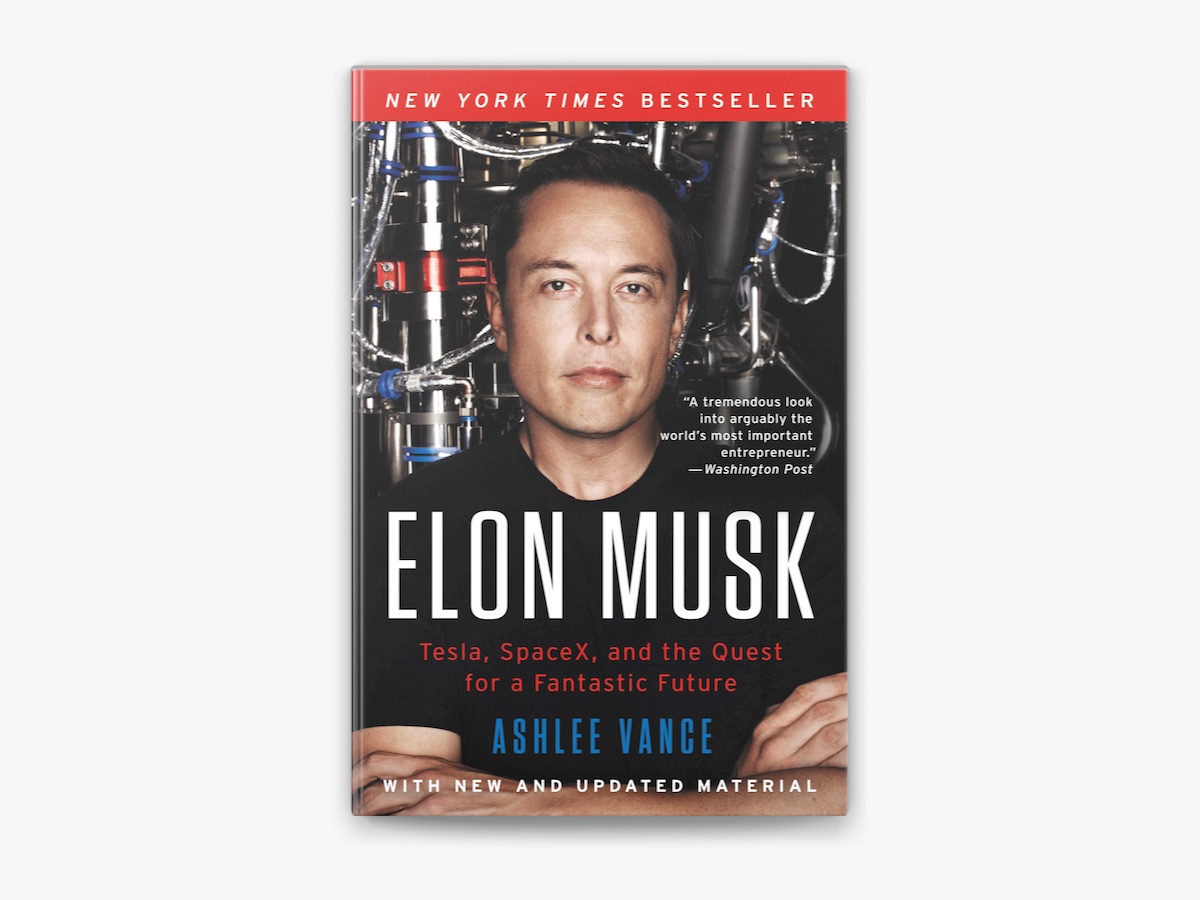 NEW YORK TIMES BESTSELLER
“A tremendous look
into arguably the
world’s most important
entrepreneur.”
—Washington Post
ELON MUSK
Tesla, SpaceX, and the Quest
for a Fantastic Future
ASHLEE VANCE
WITH NEW AND UPDATED MATERIAL